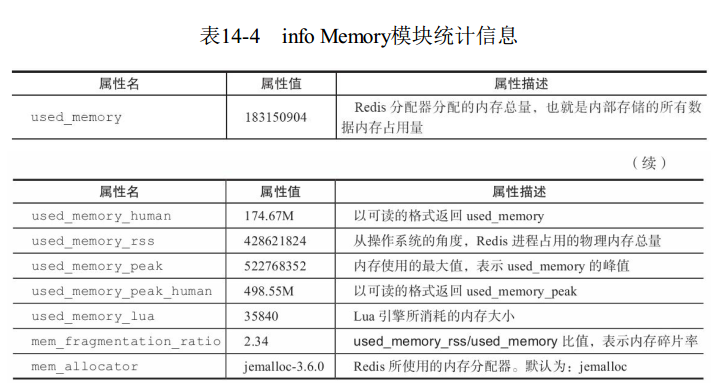 表14-4 info Memory模块统计信息
属性名 属性值 属性描述
used_memory 183150904 Redis 分配器分配的内存总量，也就是内部存储的所有数
据内存占用量
（续）
属性名 属性值 属性描述
used_memory_human 174.67M 以可读的格式返回 used_memory
used_memory_rss 428621824 从操作系统的角度，Redis 进程占用的物理内存总量
used_memory_peak 522768352 内存使用的最大值，表示 used_memory 的峰值
used_memory_peak_human 498.55M 以可读的格式返回 used_memory_peak
used_memory_lua 35840 Lua 引擎所消耗的内存大小
mem_fragmentation_ratio 2.34 used_memory_rss/used_memory 比值，表示内存碎片率
mem_allocator jemalloc-3.6.0 Redis 所使用的内存分配器。默认为：jemalloc